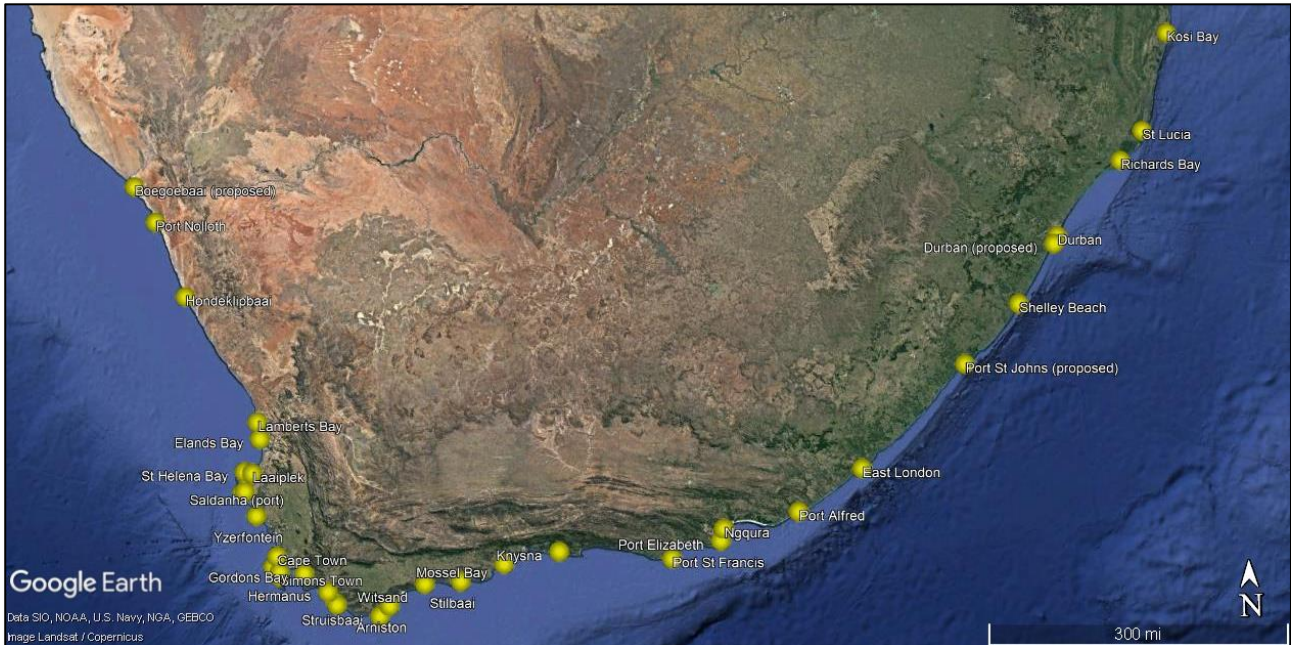 Kosi Bay
St Lucia
Richards Bay
Boegoebaai (proposed)
Port Nolloth
Durban
Durban (proposed)
Hondeklipbaai
Shelley Beach
Port St Johns (proposed)
Lamberts Bay
Elands Bay
St Helena Bay
Laaiplek
East London
Saldanha (port)
Port Alfred
Yzerfontein
Ngqura
Port Elizabeth
Knysna
Port St Francis
Cape Town
Gordons Bay
Simons Town
Mossel Bay
Hermanus
Witsand
Stilbaai
Struisbaai
Arniston
Google Earth
Data SIO, NOAA, U.S. Navy, NGA, GEBCO
Image Landsat / Copernicus
N
300 mi